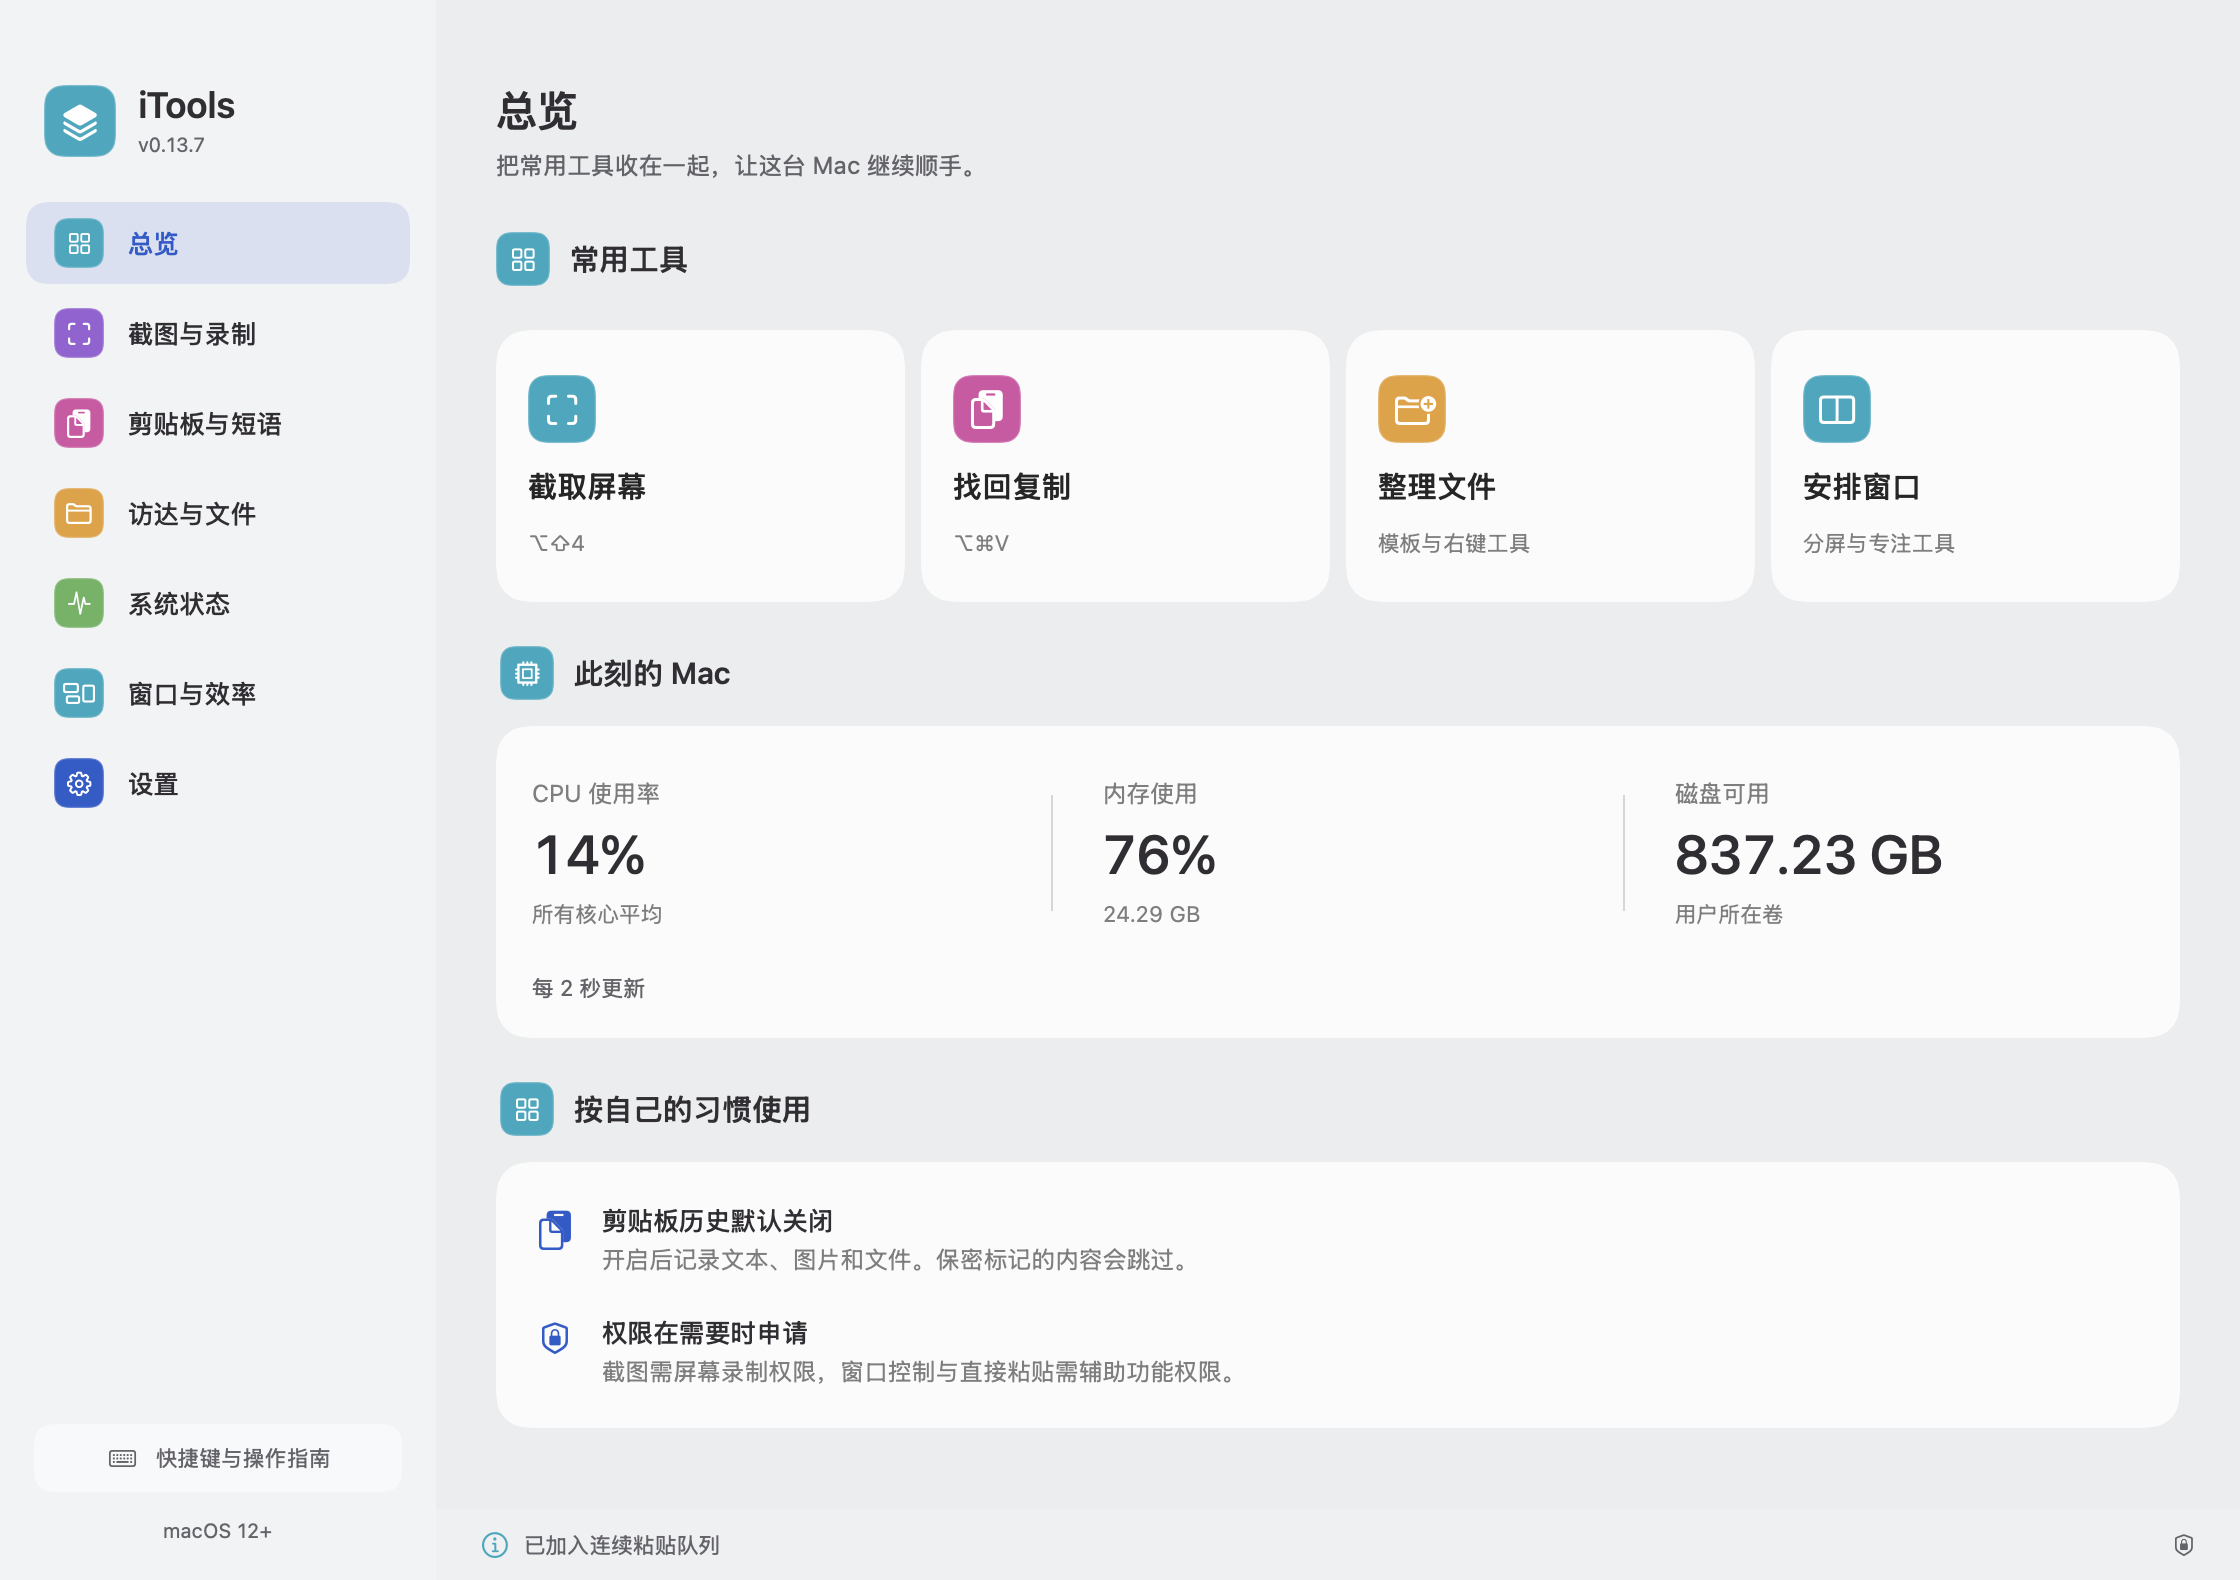 iTools
v0.13.7
总览
截图与录制
剪贴板与短语
访达与文件
系统状态
窗口与效率
设置
快捷键与操作指南
macOS 12+
总览
把常用工具收在一起，让这台 Mac 继续顺手。
常用工具
截取屏幕
⌥⇧4
找回复制
⌥⌘V
整理文件
模板与右键工具
安排窗口
分屏与专注工具
此刻的 Mac
CPU 使用率
14%
所有核心平均
内存使用
76%
24.29 GB
磁盘可用
837.23 GB
用户所在卷
每 2 秒更新
按自己的习惯使用
剪贴板历史默认关闭
开启后记录文本、图片和文件。保密标记的内容会跳过。
权限在需要时申请
截图需屏幕录制权限，窗口控制与直接粘贴需辅助功能权限。
已加入连续粘贴队列